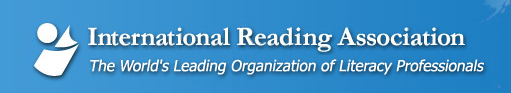 International Reading Association
The World's Leading Organization of Literacy Professionals